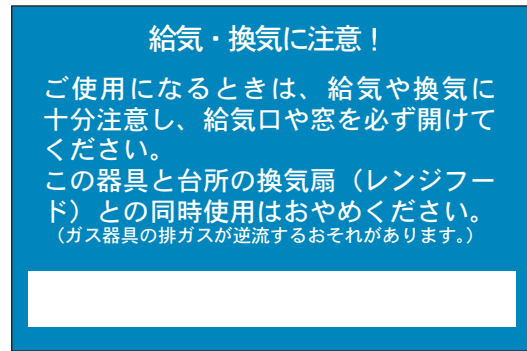 給気・換気に注意！
ご使用になるときは、給気や換気に
十分注意し、給気口や窓を必ず開けて
ください。
この器具と台所の換気扇（レンジフー
ド）との同時使用はおやめください。
（ガス器具の排ガスが逆流するおそれがあります。）